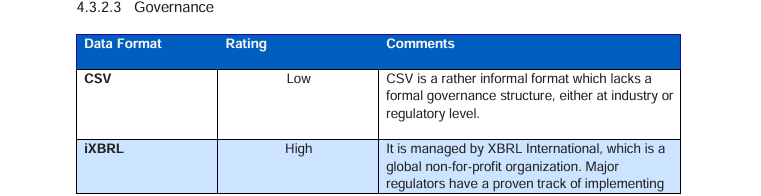 4.3.2.3 Governance
Data Format Rating Comments
CSV Low CSV is a rather informal format which lacks a
formal governance structure, either at industry or
regulatory level.
iXBRL High It is managed by XBRL International, which is a
global non-for-profit organization. Major
regulators have a proven track of implementing